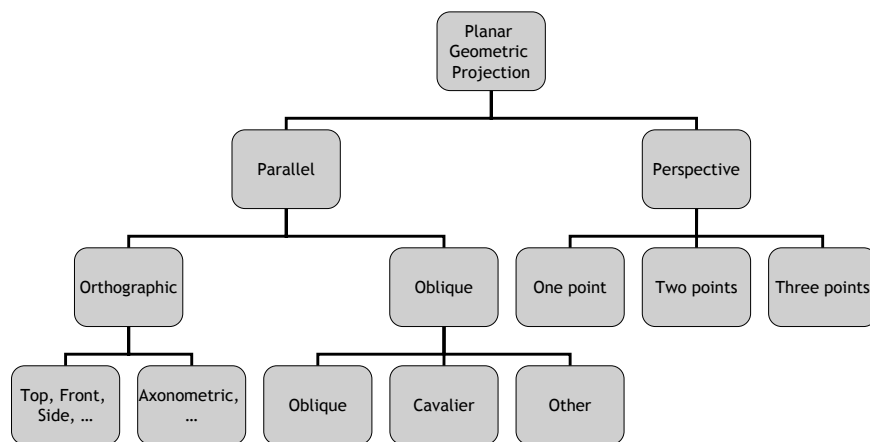 Planar
Geometric
Projection
Parallel
Perspective
Orthographic
Oblique
One point
Two points
Three points
Top, Front,
Side, …
Axonometric,
…
Oblique
Cavalier
Other